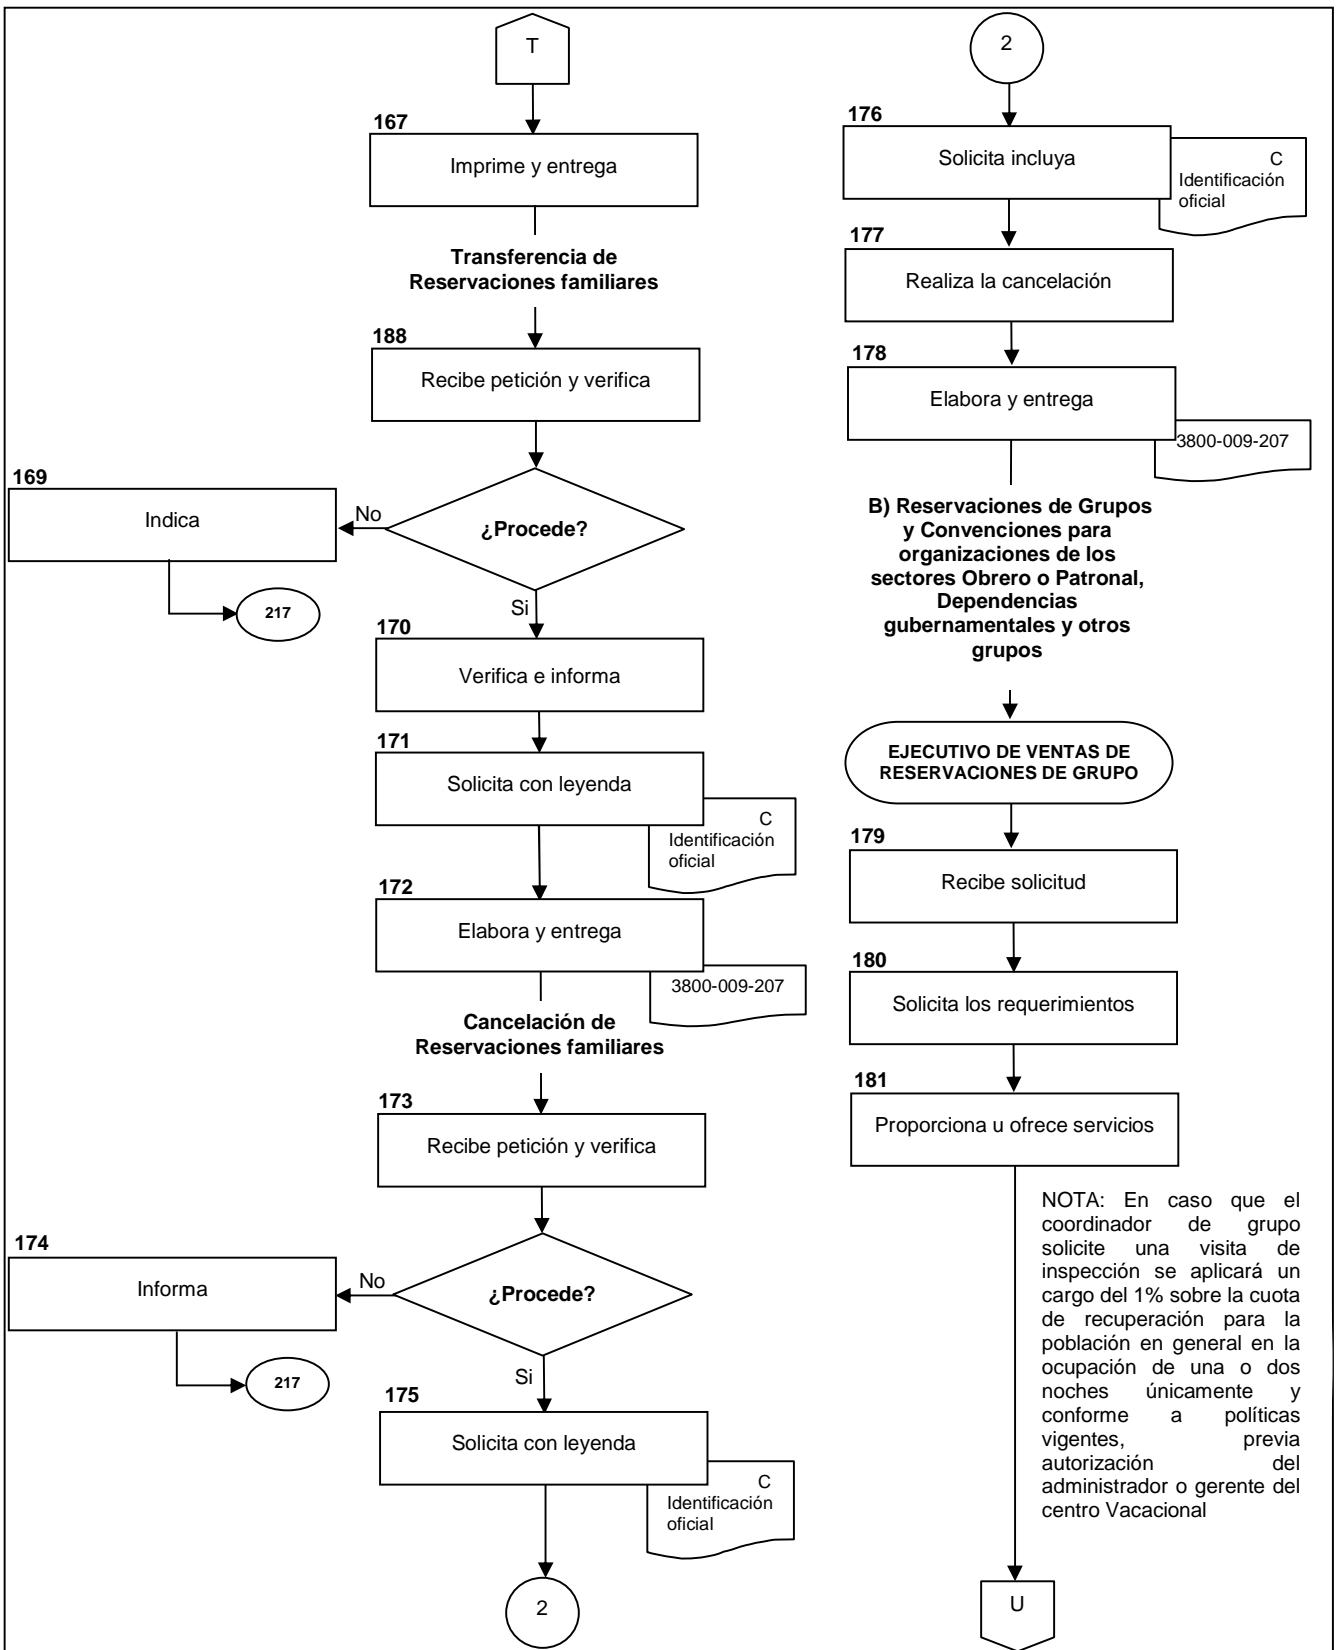 T
167
Imprime y entrega
Transferencia de
Reservaciones familiares
188
Recibe petición y verifica
¿Procede?
No
169
Indica
217
Si
170
Verifica e informa
171
Solicita con leyenda
C
Identificación
oficial
172
Elabora y entrega
3800-009-207
Cancelación de
Reservaciones familiares
173
Recibe petición y verifica
¿Procede?
No
174
Informa
217
Si
175
Solicita con leyenda
C
Identificación
oficial
2
2
176
Solicita incluya
C
Identificación
oficial
177
Realiza la cancelación
178
Elabora y entrega
3800-009-207
B) Reservaciones de Grupos
y Convenciones para
organizaciones de los
sectores Obrero o Patronal,
Dependencias
gubernamentales y otros
grupos
EJECUTIVO DE VENTAS DE
RESERVACIONES DE GRUPO
179
Recibe solicitud
180
Solicita los requerimientos
181
Proporciona u ofrece servicios
NOTA: En caso que el
coordinador de grupo
solicite una visita de
inspección se aplicará un
cargo del 1% sobre la cuota
de recuperación para la
población en general en la
ocupación de una o dos
noches únicamente y
conforme a políticas
vigentes, previa
autorización del
administrador o gerente del
centro Vacacional
U